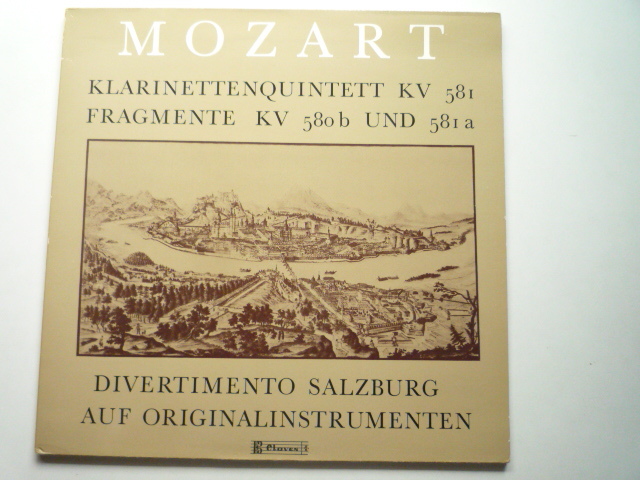 MOZART
KLARINETTENQUINTETT KV 581
FRAGMENTE KV 580b UND 581a
DIVERTIMENTO SALZBURG
AUF ORIGINALINSTRUMENTEN
Claves